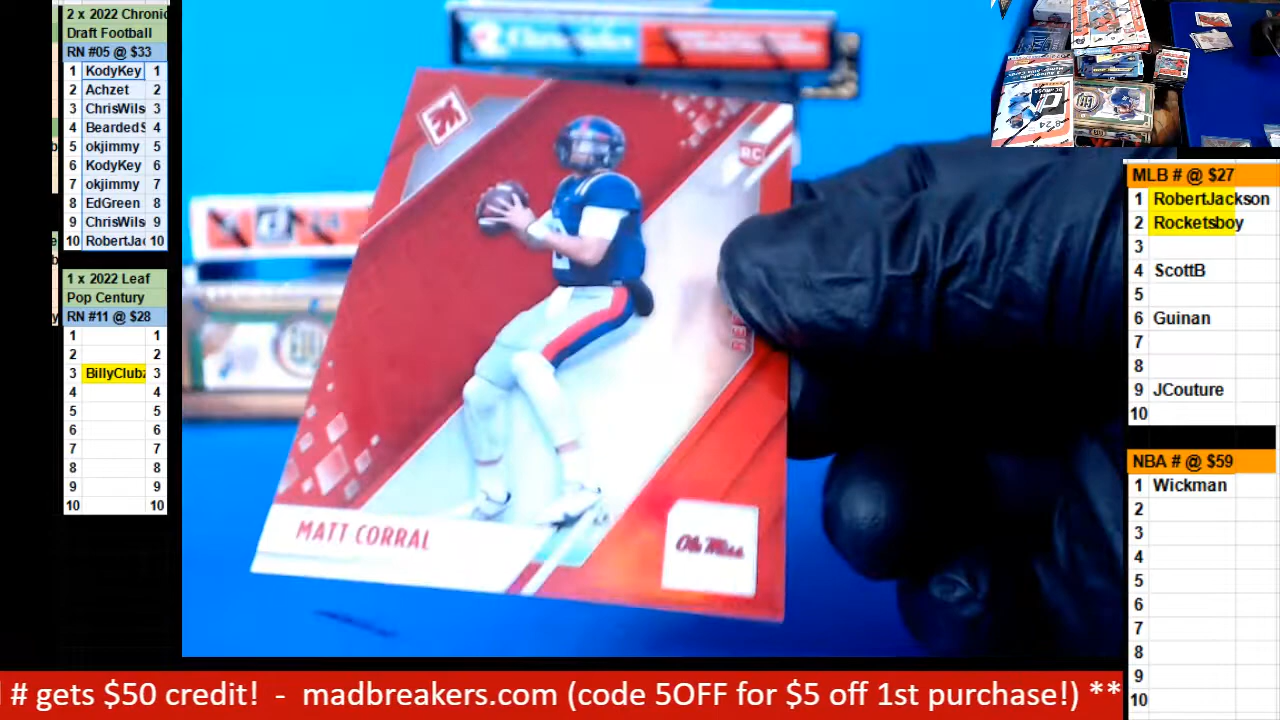 2 x 2022 Chronic
Draft Football
RN #05 @ $33
1 KodyKey 1
2 Achzet 2
3 ChrisWils 3
4 BeardedS 4
5 okjimmy 5
6 KodyKey 6
7 okjimmy 7
8 EdGreen 8
9 ChrisWils 9
10 RobertJac 10
1 x 2022 Leaf
Pop Century
RN #11 @ $28
1 1
2 2
3 BillyClubz 3
4 4
5 5
6 6
7 7
8 8
9 9
10 10
Chronicles
RC
MATT CORRAL
Ole Miss
MLB # @ $27
1 RobertJackson
2 Rocketsboy
3
4 ScottB
5
6 Guinan
7
8
9 JCouture
10
NBA # @ $59
1 Wickman
2
3
4
5
6
7
8
9
10
# gets $50 credit! - madbreakers.com (code 5OFF for $5 off 1st purchase!) **